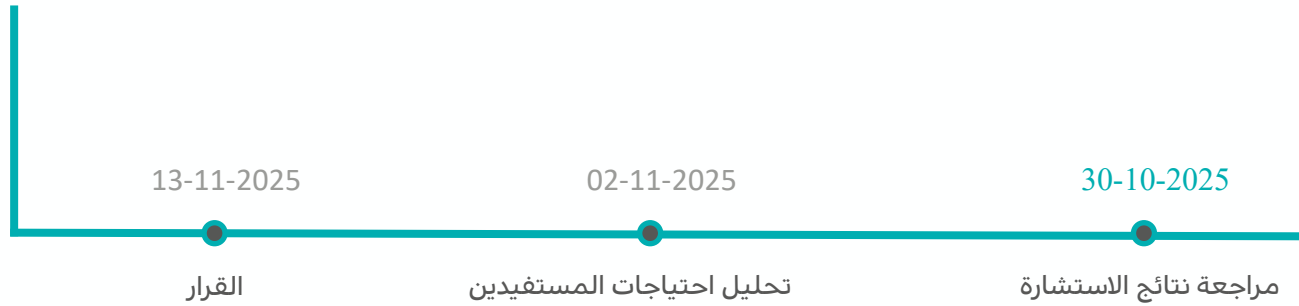 30-10-2025
02-11-2025
13-11-2025
مراجعة نتائج الاستشارة
تحليل احتياجات المستفيدين
القرار